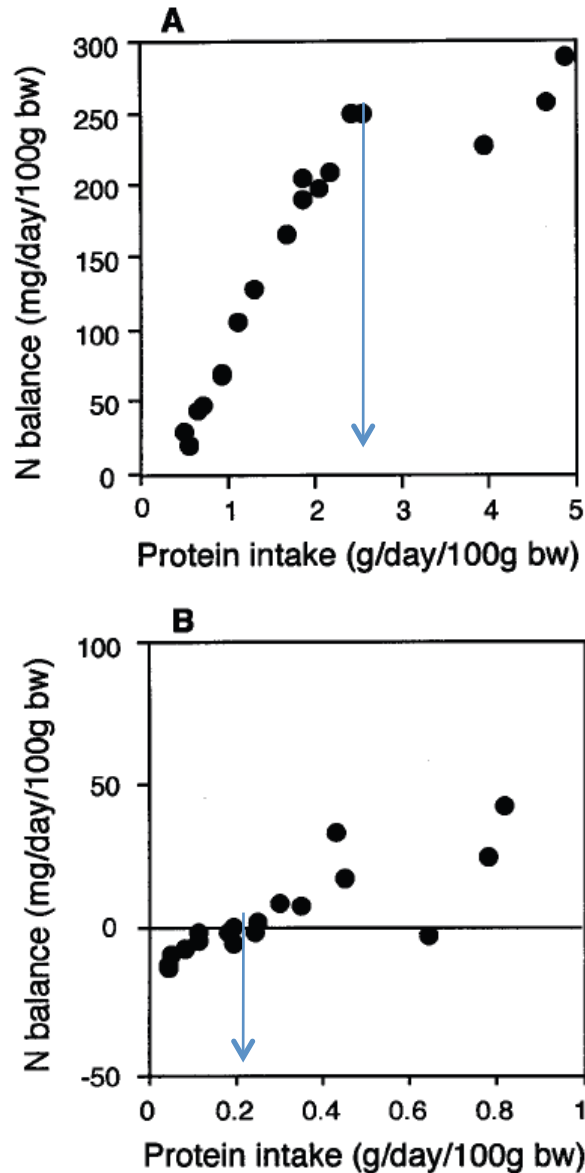 A
300
250
200
150
100
50
0
N balance (mg/day/100g bw)
0 1 2 3 4 5
Protein intake (g/day/100g bw)
B
100
50
0
-50
N balance (mg/day/100g bw)
0 0.2 0.4 0.6 0.8 1
Protein intake (g/day/100g bw)